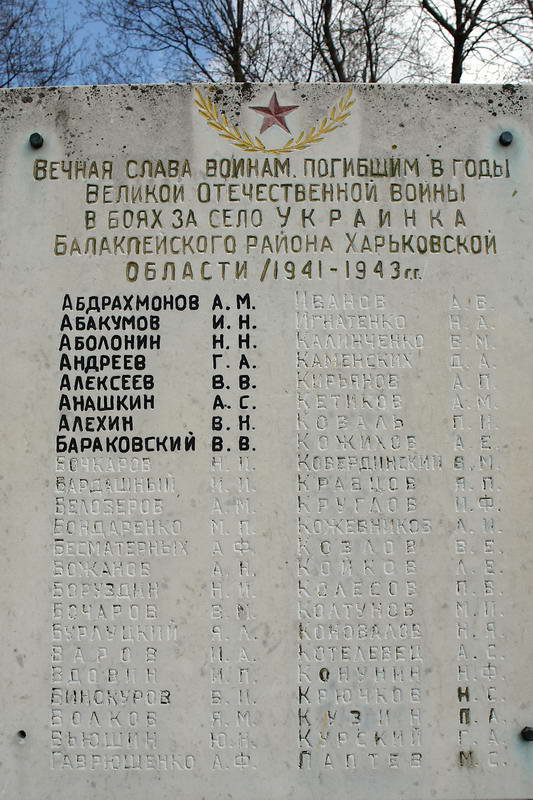 ВЕЧНАЯ СЛАВА ВОИНАМ, ПОГИБШИМ В ГОДЫ
ВЕЛИКОЙ ОТЕЧЕСТВЕННОЙ ВОЙНЫ
В БОЯХ ЗА СЕЛО УКРАИНКА
БАЛАКЛЕЙСКОГО РАЙОНА ХАРЬКОВСКОЙ
ОБЛАСТИ /1941-1943 г.г.
АБДРАХМОНОВ А. М.
АБАКУМОВ И. Н.
АБОЛОНИН Н. Н.
АНДРЕЕВ Г. А.
АЛЕКСЕЕВ В. В.
АНАШКИН А. С.
АЛЕХИН В. Н.
БАРАКОВСКИЙ В. В.
БОЧКАРОВ Н. И.
БАРДАШНЫЙ И. И.
БЕЛОЗЕРОВ А. М.
БОНДАРЕНКО М. П.
БЕСМАТЕРНЫХ А. Ф.
БОЖАНОВ А. Н.
БОРУЗДИН Н. И.
БОЧАРОВ В. М.
БУРЛУЦКИЙ Я. Л.
ВАРОВ И. А.
ВДОВИН И. П.
ВИНОКУРОВ В. И.
ВОЛКОВ Я. М.
ВЬЮШИН Ю. Н.
ГАВРЮЩЕНКО А. Ф.
ИВАНОВ А. В.
ИГНАТЕНКО Н. А.
КАЛИНЧЕНКО В. М.
КАМЕНСКИХ Д. А.
КИРЬЯНОВ А. П.
КЕТИКОВ А. М.
КОВАЛЬ П. Н.
КОЖИХОВ А. Е.
КОВЕРДИНСКИЙ В. М.
КРАВЦОВ Я. П.
КРУГЛОВ И. Ф.
КОЖЕВНИКОВ А. И.
КОЗЛОВ В. Е.
КОЙКОВ Л. Е.
КОЛЕСОВ П. В.
КОЛТУНОВ М. П.
КОНОВАЛОВ Н. Я.
КОТЕЛЕВЕЦ А. С.
КОНУНИН Н. Ф.
КРЮЧКОВ Н. С.
КУЗИН П. А.
КУРСКИЙ Г. А.
ЛАПТЕВ М. С.